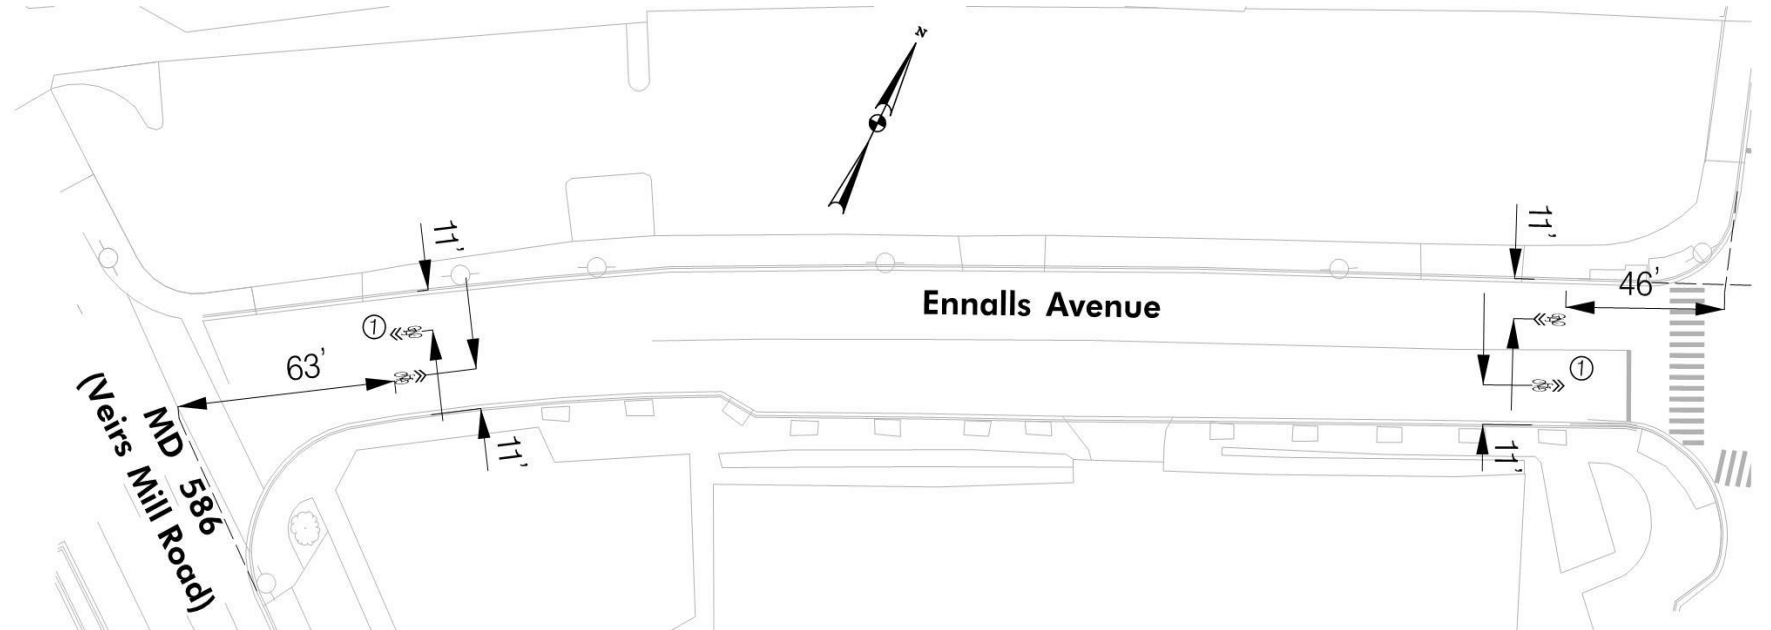 N
11'
11'
Ennalls Avenue
46'
1
63'
1
MD 586
(Veirs Mill Road)
11'
11'